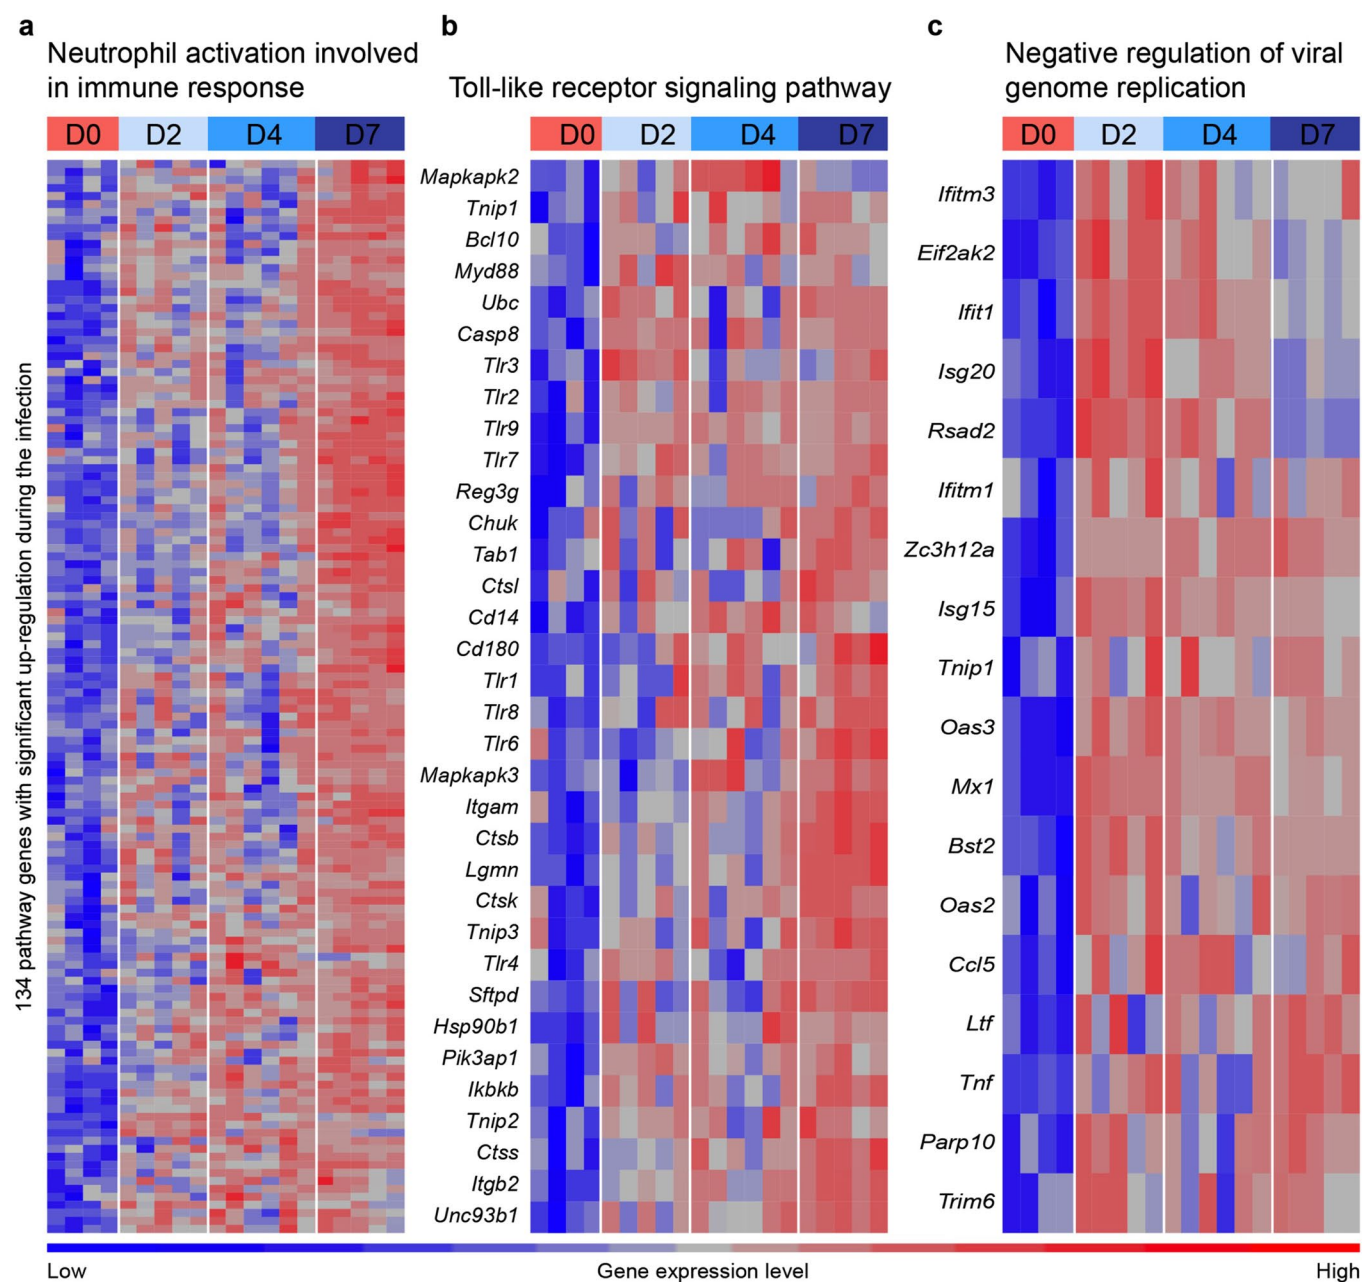 a
Neutrophil activation involved
in immune response
D0 D2 D4 D7
134 pathway genes with significant up-regulation during the infection
b
Toll-like receptor signaling pathway
D0 D2 D4 D7
Mapkapk2
Tnip1
Bcl10
Myd88
Ubc
Casp8
Tlr3
Tlr2
Tlr9
Tlr7
Reg3g
Chuk
Tab1
Ctsl
Cd14
Cd180
Tlr1
Tlr8
Tlr6
Mapkapk3
Itgam
Ctsb
Lgmn
Ctsk
Tnip3
Tlr4
Sftpd
Hsp90b1
Pik3ap1
Ikbkb
Tnip2
Ctss
Itgb2
Unc93b1
c
Negative regulation of viral
genome replication
D0 D2 D4 D7
Ifitm3
Eif2ak2
Ifit1
Isg20
Rsad2
Ifitm1
Zc3h12a
Isg15
Tnip1
Oas3
Mx1
Bst2
Oas2
Ccl5
Ltf
Tnf
Parp10
Trim6
Low Gene expression level High